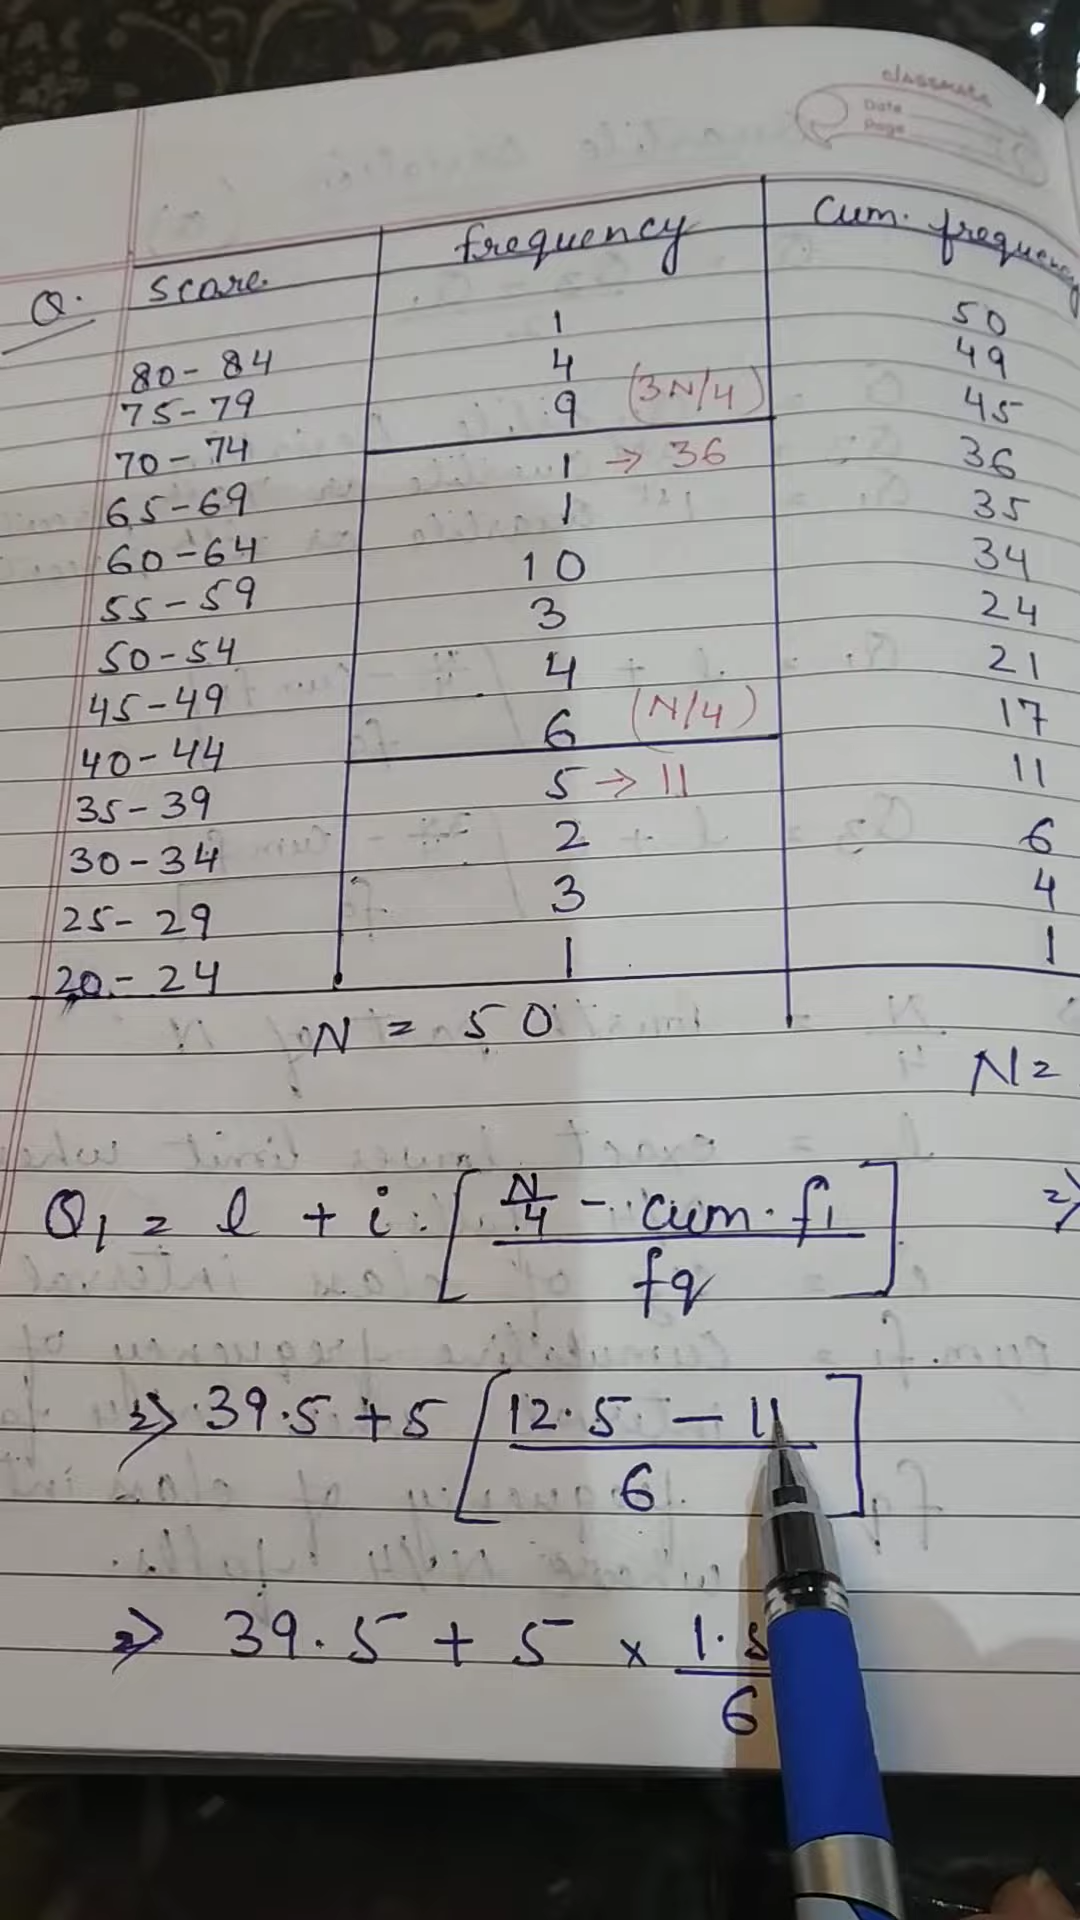 classmate
Date
Page
Q. Score frequency Cum. frequency
80-84 1 50
75-79 4 49
70-74 9 (3N/4) 45
65-69 1 → 36 36
60-64 1 35
55-59 10 34
50-54 3 24
45-49 4 21
40-44 6 (N/4) 17
35-39 5 → 11 11
30-34 2 6
25-29 3 4
20-24 1 1
N = 50
N =
Q1 = l + i [N/4 - cum. f1 / fq]
⇒ 39.5 + 5 [12.5 - 11 / 6]
⇒ 39.5 + 5 × 1.5 / 6